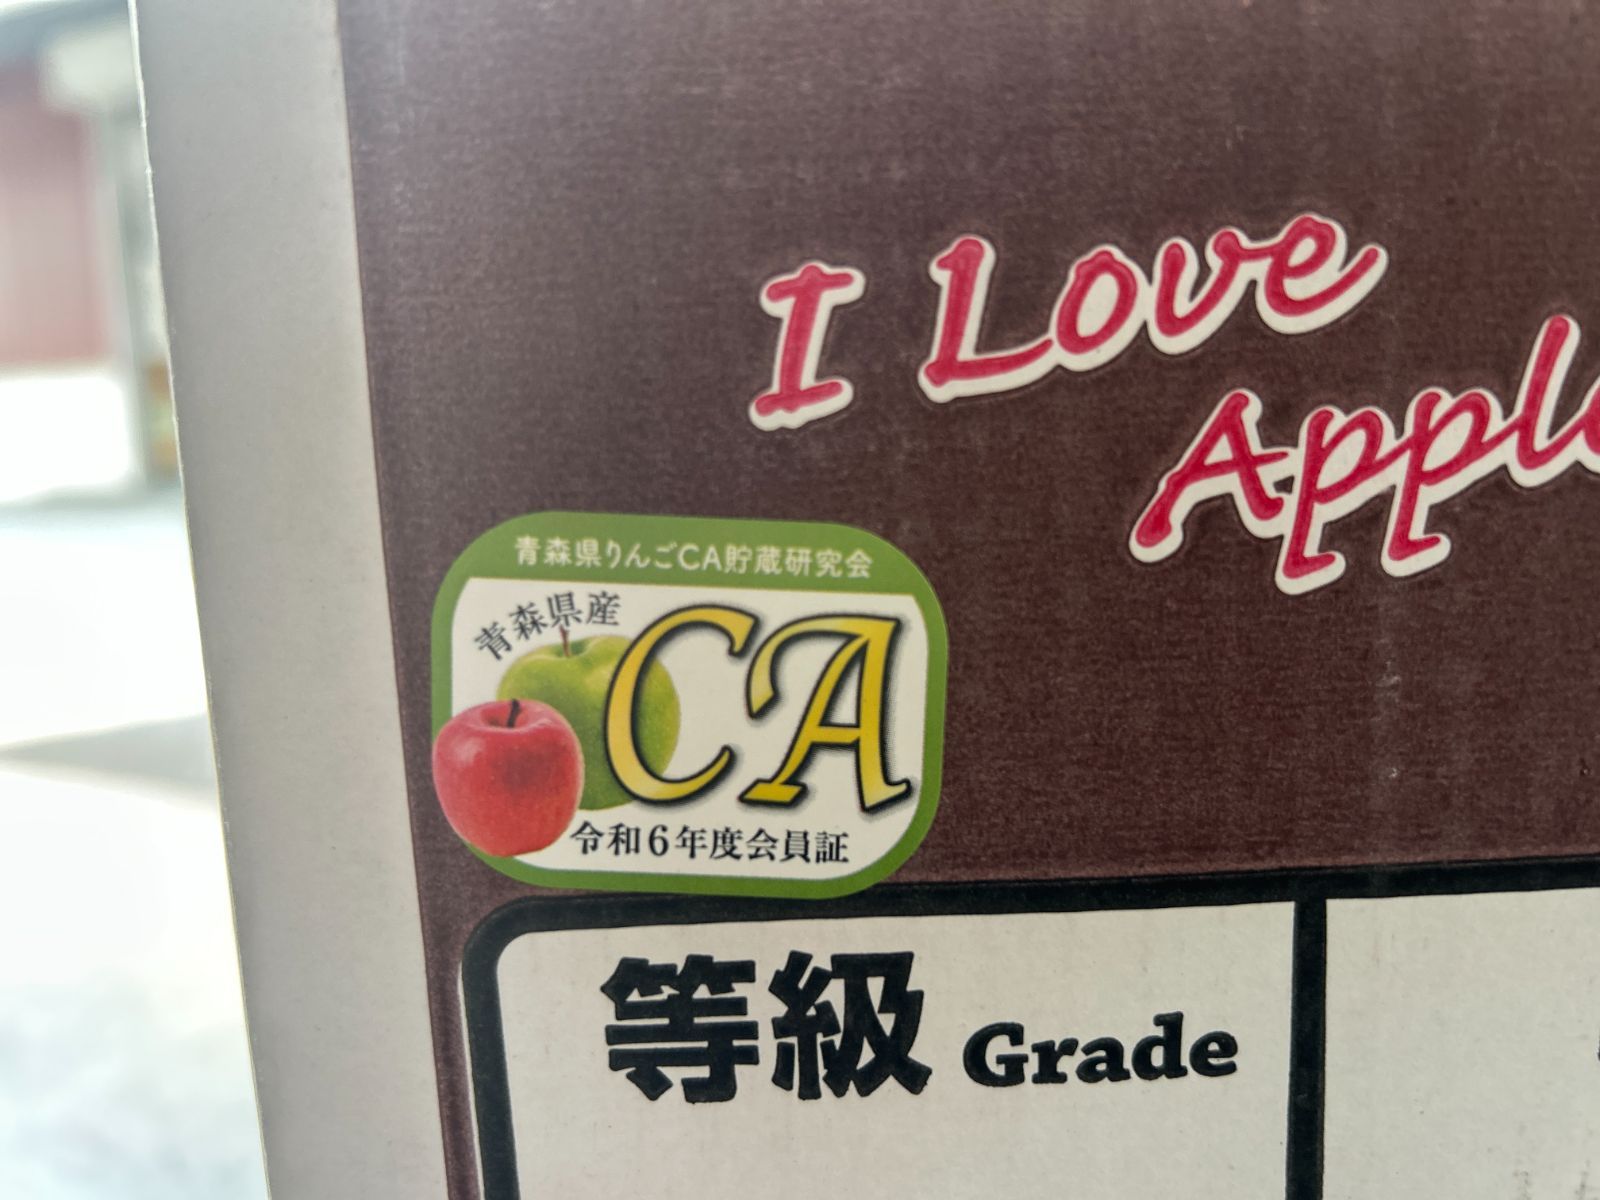 I Love
Apple
青森県りんごCA貯蔵研究会
青森県産
CA
令和6年度会員証
等級 Grade